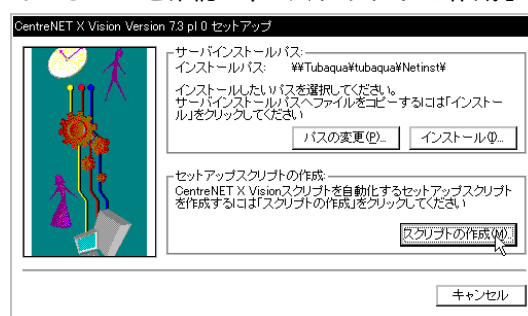 CentreNET X Vision Version 7.3 pl 0 セットアップ
サーバインストールパス:
インストールパス: ¥¥Tubaqua¥tubaqua¥Netinst¥
インストールしたいパスを選択してください。
サーバインストールパスへファイルをコピーするには「インストー
ル」をクリックしてください
パスの変更(P)... インストール(I)...
セットアップスクリプトの作成:
CentreNET X Visionスクリプトを自動化するセットアップスクリプト
を作成するには「スクリプトの作成」をクリックしてください
スクリプトの作成(M)...
キャンセル